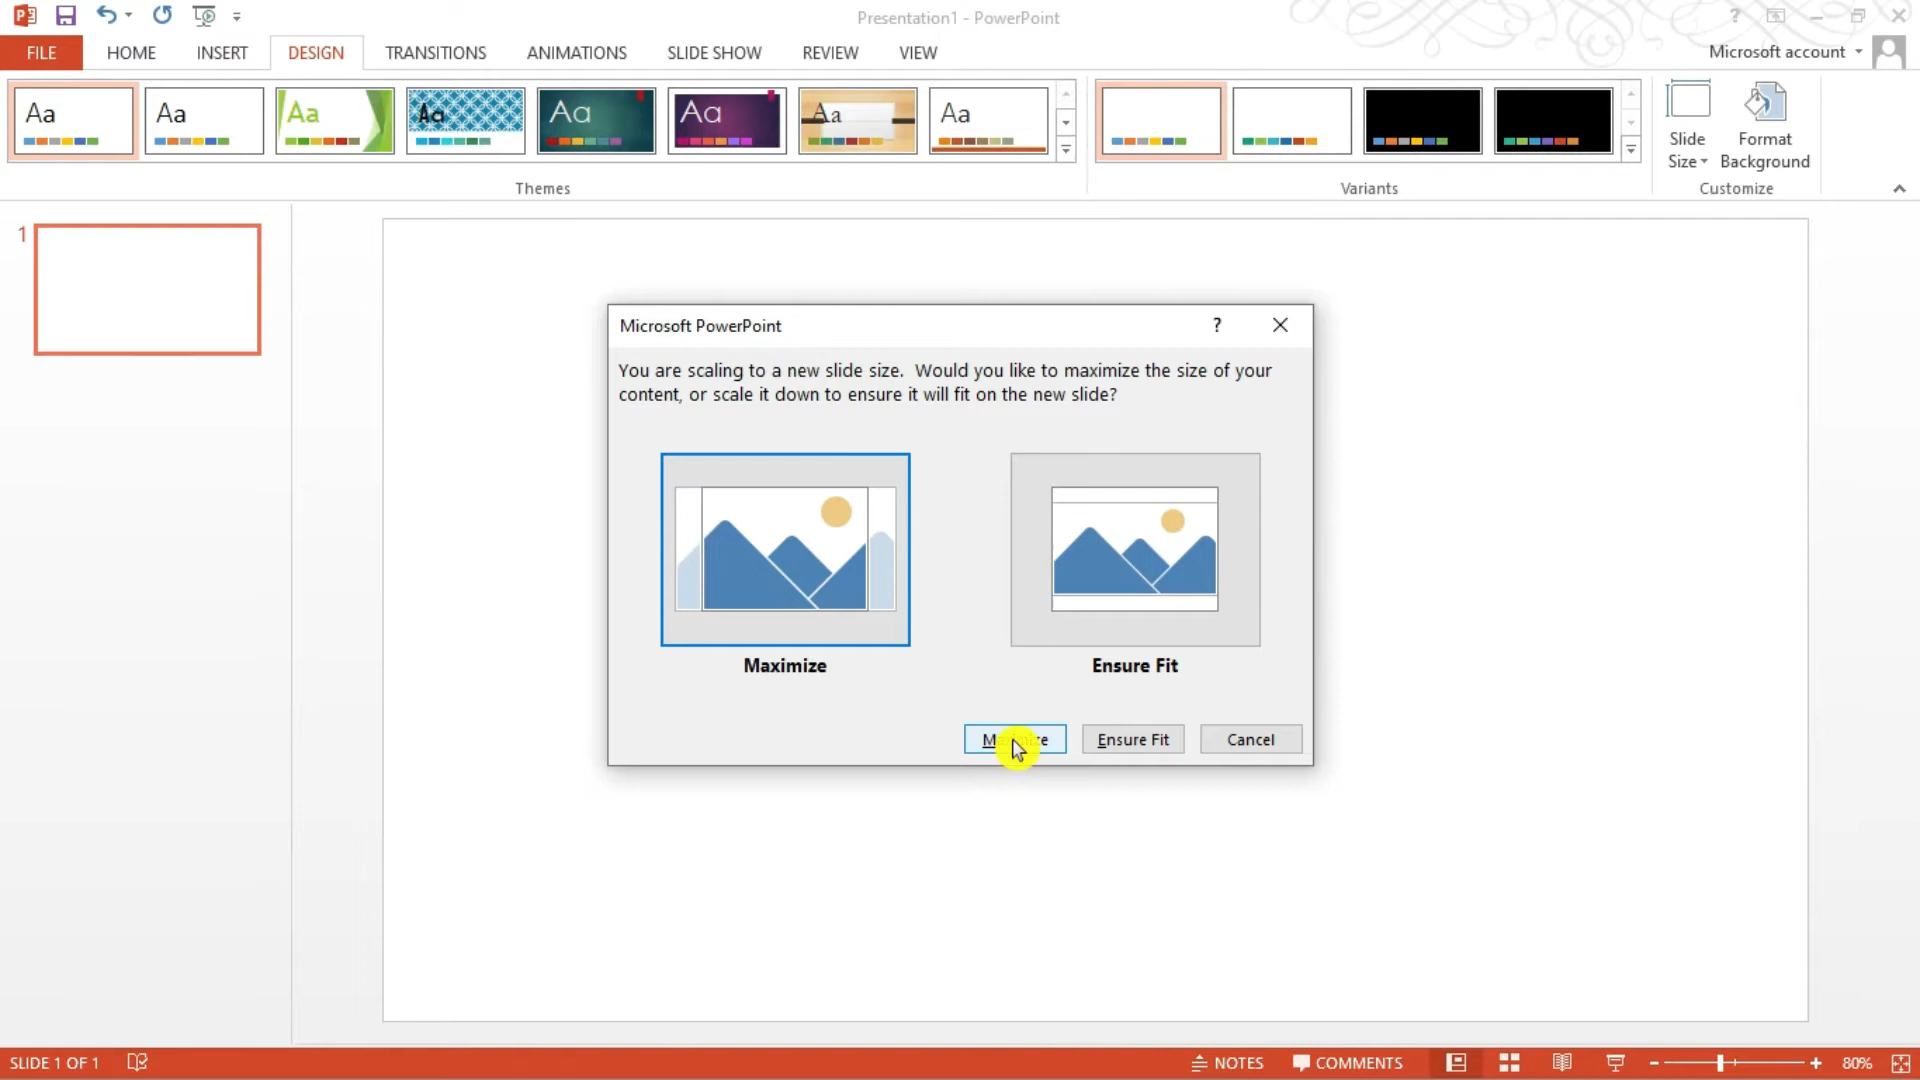 Presentation1 - PowerPoint
FILE HOME INSERT DESIGN TRANSITIONS ANIMATIONS SLIDE SHOW REVIEW VIEW Microsoft account
Aa Aa Aa Aa Aa Aa Aa Aa
Slide Size Format Background
Themes Variants Customize
1
Microsoft PowerPoint ?
You are scaling to a new slide size. Would you like to maximize the size of your
content, or scale it down to ensure it will fit on the new slide?
Maximize Ensure Fit
Maximize Ensure Fit Cancel
SLIDE 1 OF 1 NOTES COMMENTS 80%